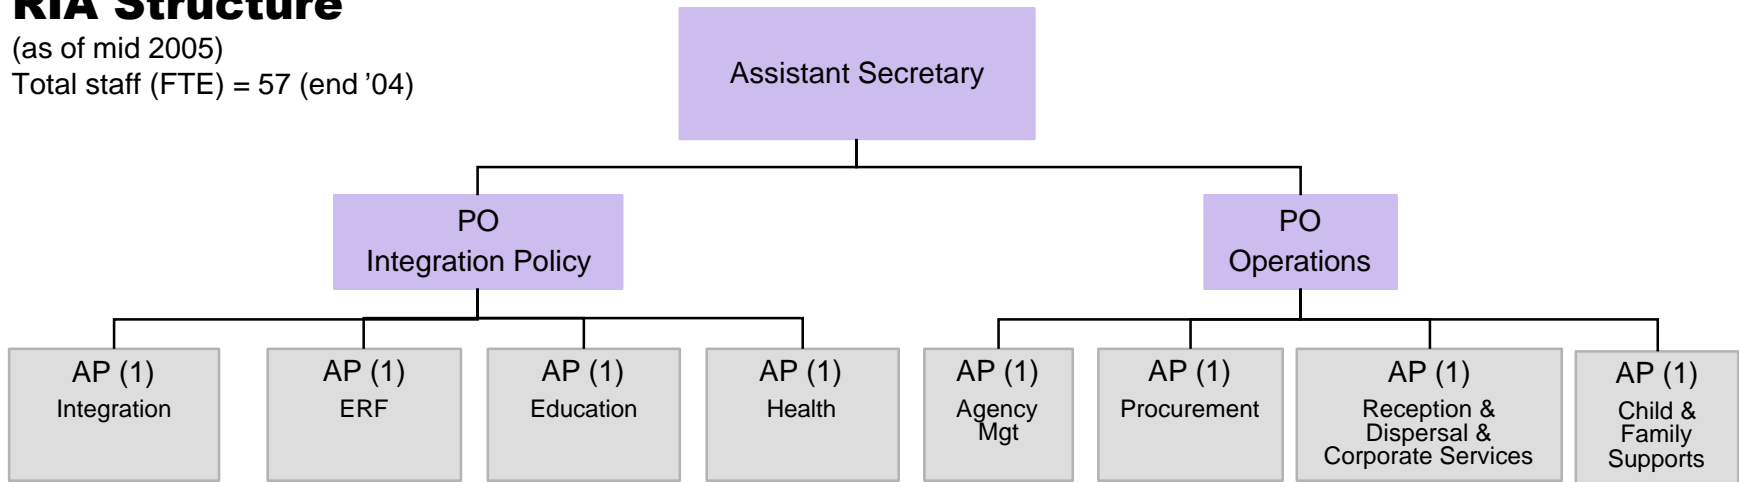 RIA Structure
(as of mid 2005)
Total staff (FTE) = 57 (end '04)
Assistant Secretary
PO
Integration Policy
PO
Operations
AP (1)
Integration
AP (1)
ERF
AP (1)
Education
AP (1)
Health
AP (1)
Agency
Mgt
AP (1)
Procurement
AP (1)
Reception &
Dispersal &
Corporate Services
AP (1)
Child &
Family
Supports